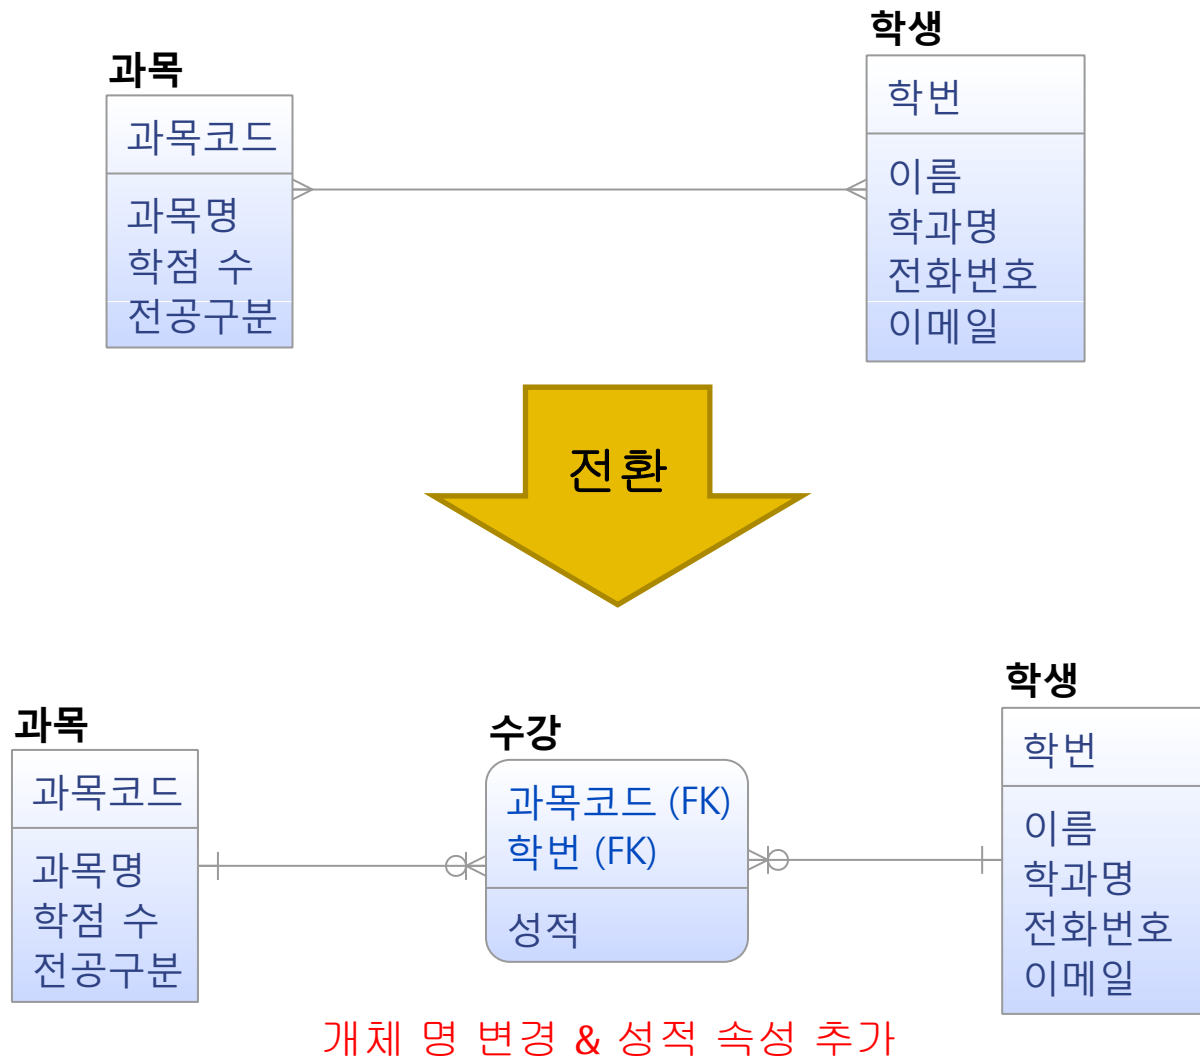 과목
과목코드
과목명
학점 수
전공구분
학생
학번
이름
학과명
전화번호
이메일
전환
과목
과목코드
과목명
학점 수
전공구분
수강
과목코드 (FK)
학번 (FK)
성적
학생
학번
이름
학과명
전화번호
이메일
개체 명 변경 & 성적 속성 추가